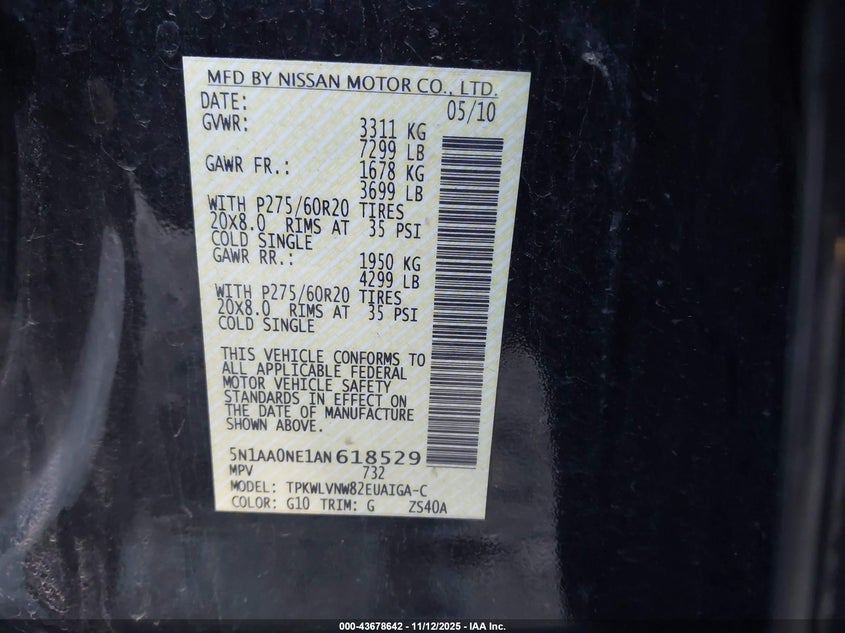 MFD BY NISSAN MOTOR CO., LTD.
DATE: 05/10
GVWR: 3311 KG
7299 LB
GAWR FR.: 1678 KG
3699 LB
WITH P275/60R20 TIRES
20X8.0 RIMS AT 35 PSI
COLD SINGLE
GAWR RR.: 1950 KG
4299 LB
WITH P275/60R20 TIRES
20X8.0 RIMS AT 35 PSI
COLD SINGLE
THIS VEHICLE CONFORMS TO
ALL APPLICABLE FEDERAL
MOTOR VEHICLE SAFETY
STANDARDS IN EFFECT ON
THE DATE OF MANUFACTURE
SHOWN ABOVE.
5N1AA0NE1AN618529
MPV 732
MODEL: TPKWLVNW82EUAIGA-C
COLOR: G10 TRIM: G ZS40A
000-43678642 - 11/12/2025 - IAA Inc.